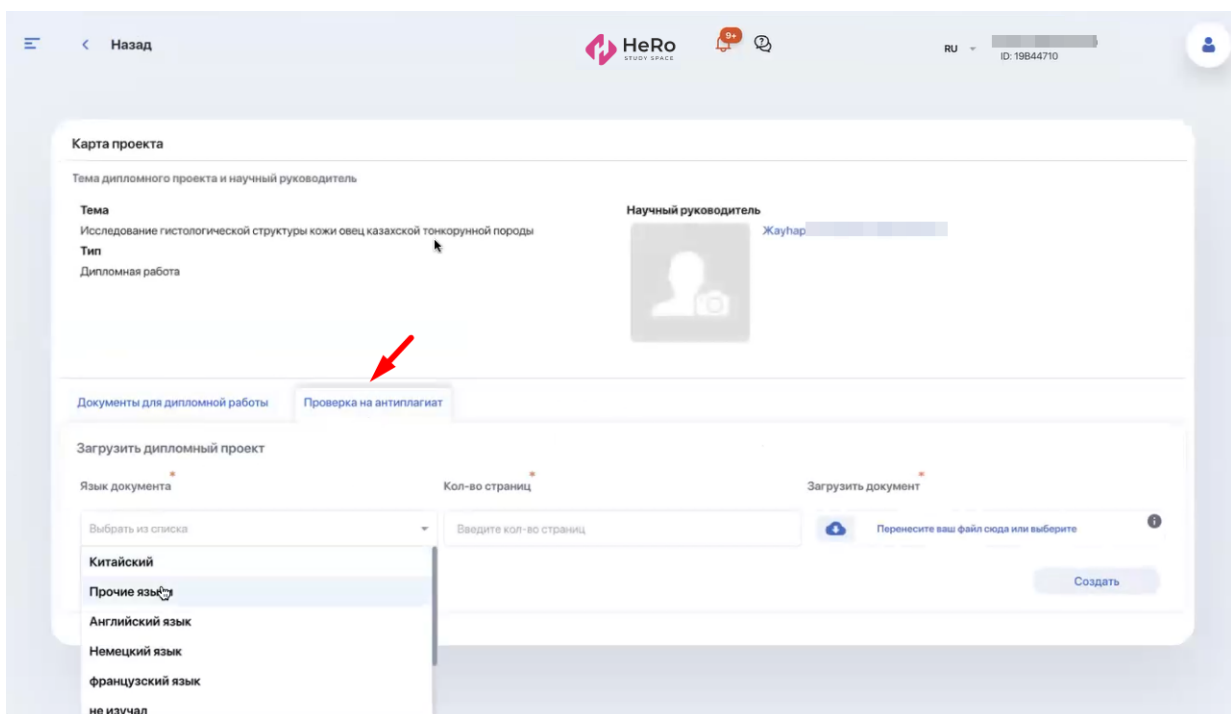 Назад
HeRo
STUDY SPACE
9+
RU
ID: 19B44710
Карта проекта
Тема дипломного проекта и научный руководитель
Тема
Исследование гистологической структуры кожи овец казахской тонкорунной породы
Тип
Дипломная работа
Научный руководитель
Жауһар
Документы для дипломной работы
Проверка на антиплагиат
Загрузить дипломный проект
Язык документа *
Кол-во страниц *
Загрузить документ *
Выбрать из списка
Введите кол-во страниц
Перенесите ваш файл сюда или выберите
Китайский
Прочие языки
Английский язык
Немецкий язык
французский язык
не изучал
Создать